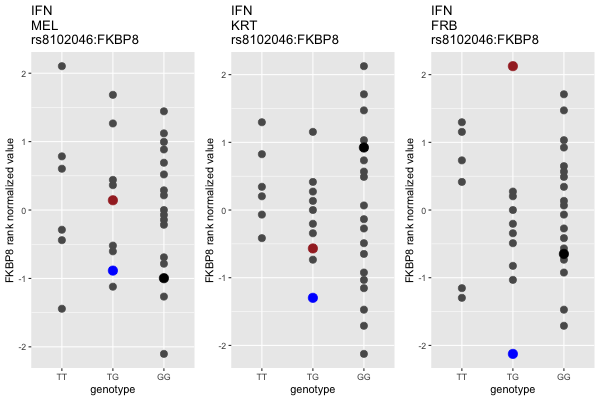 IFN
MEL
rs8102046:FKBP8
IFN
KRT
rs8102046:FKBP8
IFN
FRB
rs8102046:FKBP8
FKBP8 rank normalized value
2
1
0
-1
-2
TT TG GG
genotype
FKBP8 rank normalized value
2
1
0
-1
-2
TT TG GG
genotype
FKBP8 rank normalized value
2
1
0
-1
-2
TT TG GG
genotype